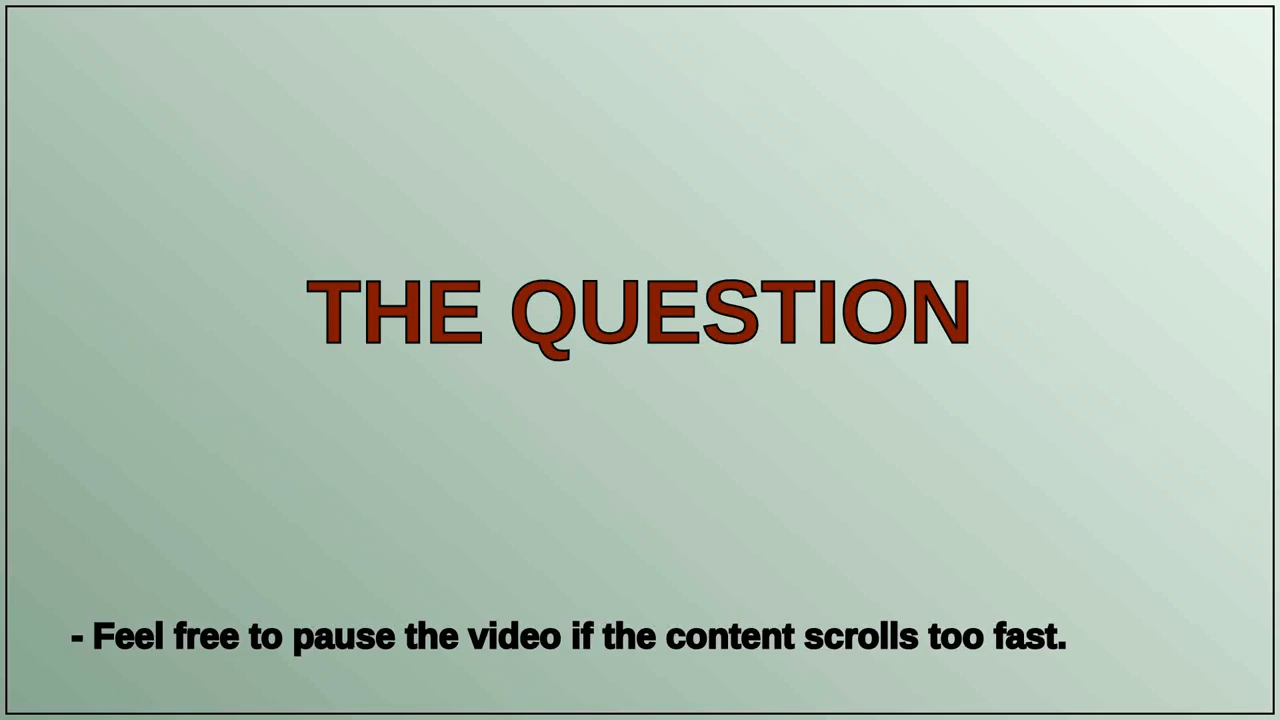 THE QUESTION
- Feel free to pause the video if the content scrolls too fast.